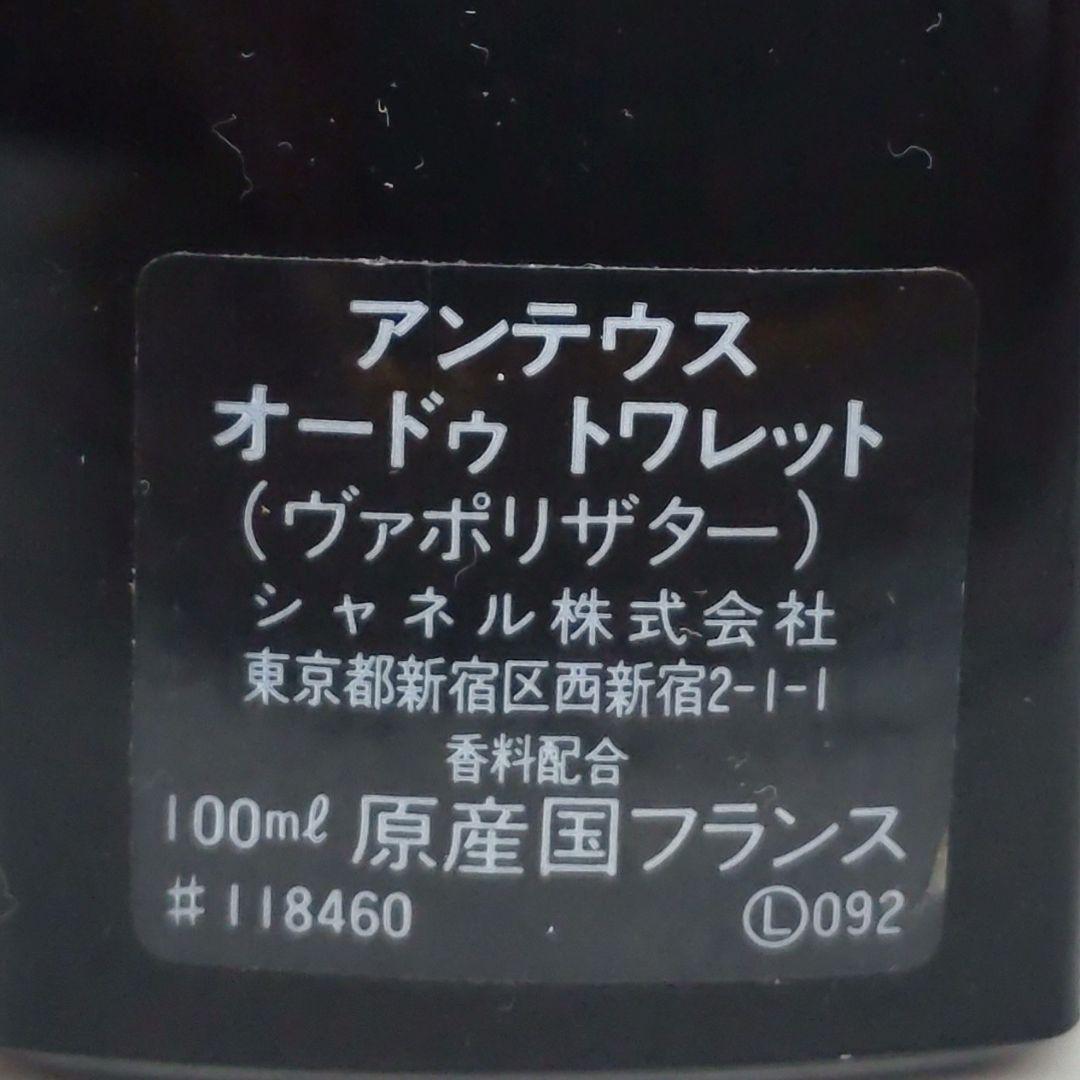 アンテウス
オードゥ トワレット
(ヴァポリザター)
シャネル株式会社
東京都新宿区西新宿2-1-1
香料配合
100mℓ 原産国フランス
#118460 Ⓛ092